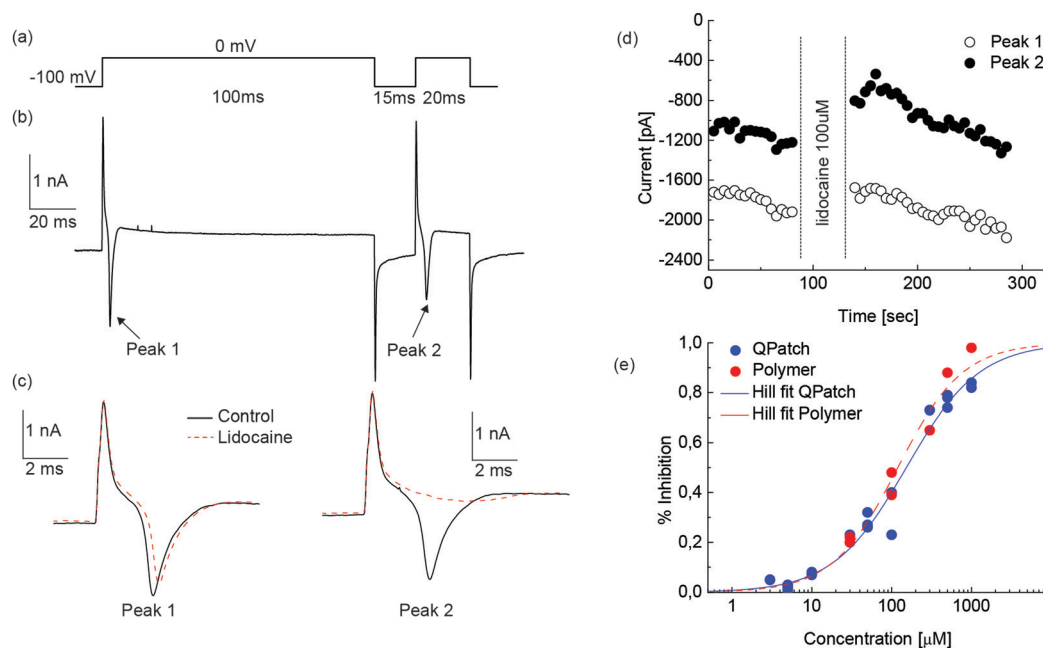 (a)
0 mV
-100 mV
100ms
15ms
20ms
(b)
1 nA
20 ms
Peak 1
Peak 2
(c)
1 nA
2 ms
Control
Lidocaine
1 nA
2 ms
Peak 1
Peak 2
(d)
0
-400
-800
-1200
-1600
-2000
-2400
Current [pA]
Peak 1
Peak 2
lidocaine 100uM
0
100
200
300
Time [sec]
(e)
1,0
0,8
0,6
0,4
0,2
0,0
% Inhibition
QPatch
Polymer
Hill fit QPatch
Hill fit Polymer
1
10
100
1000
Concentration [µM]